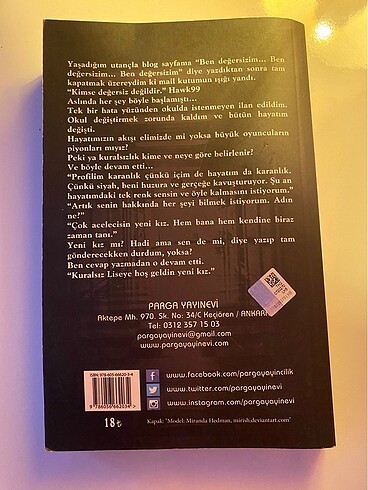 Yaşadığım utançla blog sayfama “Ben değersizim... Ben
değersizim... Ben değersizim” diye yazdıktan sonra tam
kapatmak üzereydim ki mail kutumun ışığı yandı.
“Kimse değersiz değildir.” Hawk99
Aslında her şey böyle başlamıştı...
Tek bir hata yüzünden okulda istenmeyen ilan edildim.
Okul değiştirmek zorunda kaldım ve bütün hayatım
değişti.
Hayatımızın akışı elimizde mi yoksa büyük oyuncuların
piyonları mıyız?
Peki ya kuralsızlık kime ve neye göre belirlenir?
Ve böyle devam etti...
“Profilim karanlık çünkü içim de hayatım da karanlık.
Çünkü siyah, beni huzura ve gerçeğe kavuşturuyor. Şu an
hayatımdaki tek renk sensin ve öyle kalmasını istiyorum.”
“Artık senin hakkında her şeyi bilmek istiyorum. Adın
ne?”
“Çok acelecisin yeni kız. Hem bana hem kendine biraz
zaman tanı.”
Yeni kız mı? Hadi ama sen de mi, diye yazıp tam
gönderecekken durdum, yoksa?
Ben cevap yazmadan o devam etti.
“Kuralsız Liseye hoş geldin yeni kız.”
PARGA YAYINEVİ
Aktepe Mh. 970. Sk. No: 34/C Keçiören / ANKARA
Tel: 0312 357 15 03
pargayayinevi@gmail.com
www.pargayayinevi.com
ISBN: 978-605-66620-3-4
9 786056 662034 >
18₺
www.facebook.com/pargayayincilik
www.twitter.com/pargayayinevi
www.instagram.com/pargayayinevi
Kapak: "Model: Miranda Hedman, mirish.deviantart.com"